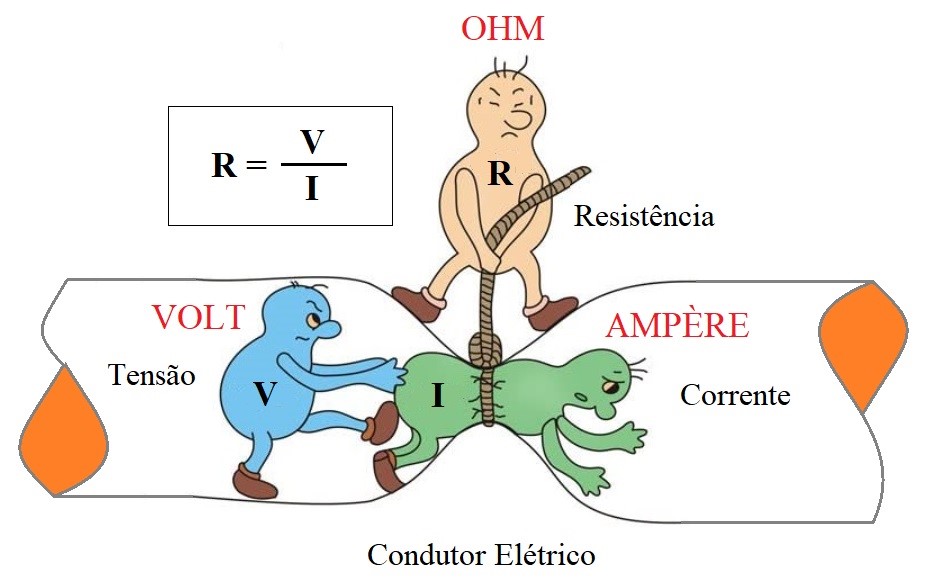 OHM
R = V
I
R
Resistência
VOLT
AMPÈRE
Tensão
V
I
Corrente
Condutor Elétrico